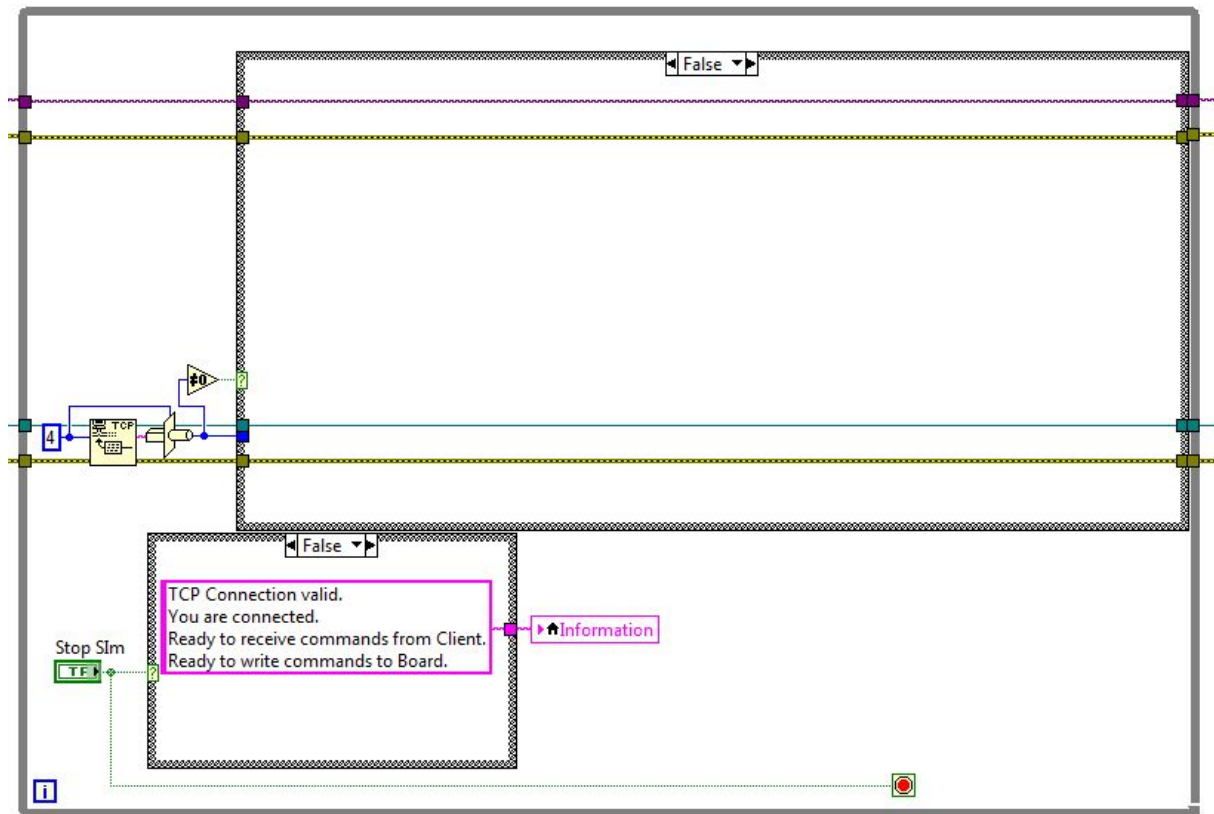 False
≠0
4
TCP
False
TCP Connection valid.
You are connected.
Ready to receive commands from Client.
Ready to write commands to Board.
Information
Stop SIm
TF
i